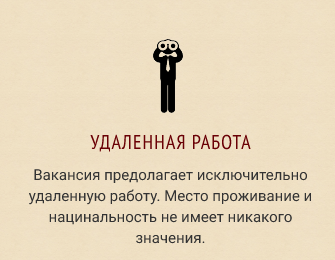 УДАЛЕННАЯ РАБОТА
Вакансия предполагает исключительно
удаленную работу. Место проживание и
нацинальность не имеет никакого
значения.